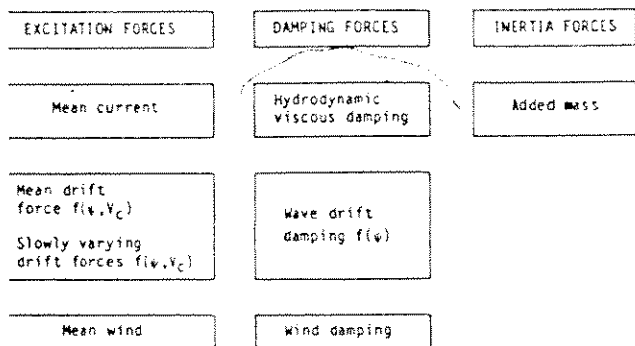 EXCITATION FORCES
DAMPING FORCES
INERTIA FORCES
Mean current
Hydrodynamic
viscous damping
Added mass
Mean drift
force f(ψ,V_C)
Slowly varying
drift forces f(ψ,V_C)
Wave drift
damping f(ψ)
Mean wind
Wind damping